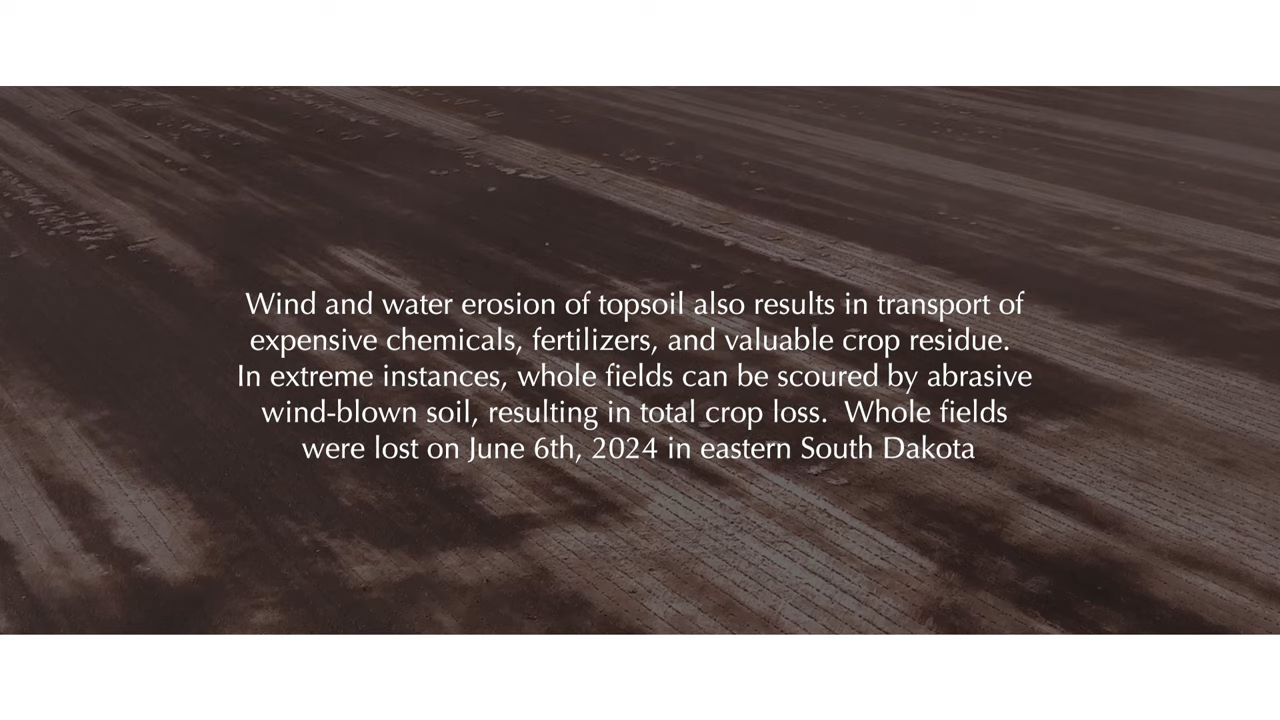 Wind and water erosion of topsoil also results in transport of
expensive chemicals, fertilizers, and valuable crop residue.
In extreme instances, whole fields can be scoured by abrasive
wind-blown soil, resulting in total crop loss.  Whole fields
were lost on June 6th, 2024 in eastern South Dakota